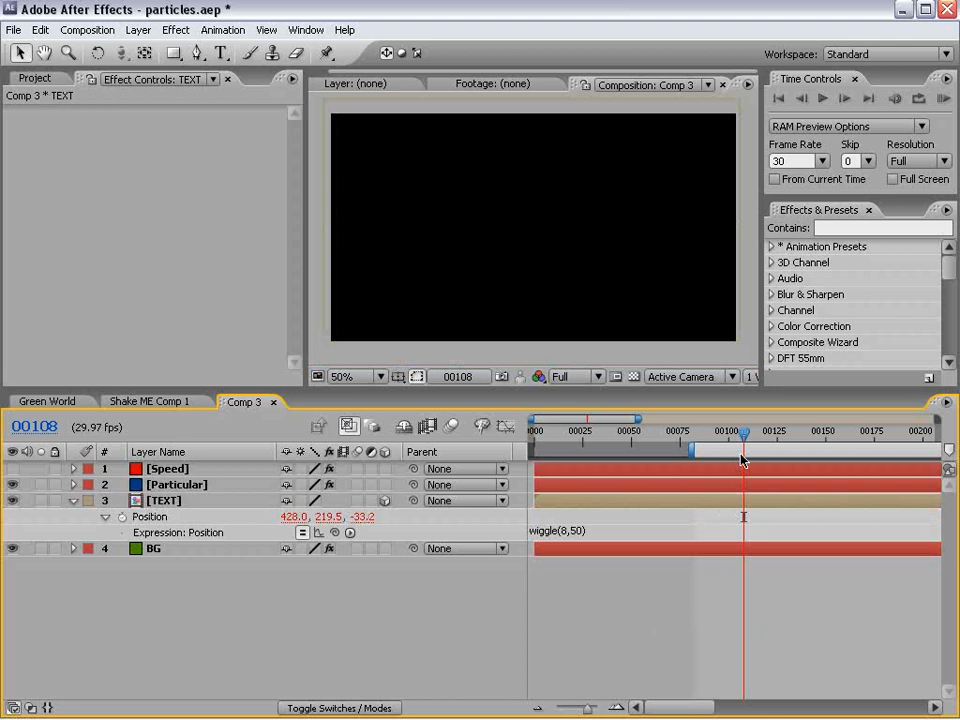 Adobe After Effects - particles.aep *
File Edit Composition Layer Effect Animation View Window Help
Workspace: Standard
Project Effect Controls: TEXT Layer: (none) Footage: (none) Composition: Comp 3 Time Controls
Comp 3 * TEXT
RAM Preview Options
Frame Rate Skip Resolution
30 0 Full
From Current Time Full Screen
Effects & Presets
Contains:
* Animation Presets
3D Channel
Audio
Blur & Sharpen
Channel
Color Correction
Composite Wizard
DFT 55mm
50% 00108 Full Active Camera 1
Green World Shake ME Comp 1 Comp 3
00108 (29.97 fps)
00025 00050 00075 00100 00125 00150 00175 00200
# Layer Name Parent
1 [Speed] None
2 [Particular] None
3 [TEXT] None
Position 428.0, 219.5, -33.2
Expression: Position wiggle(8,50)
4 BG None
Toggle Switches / Modes